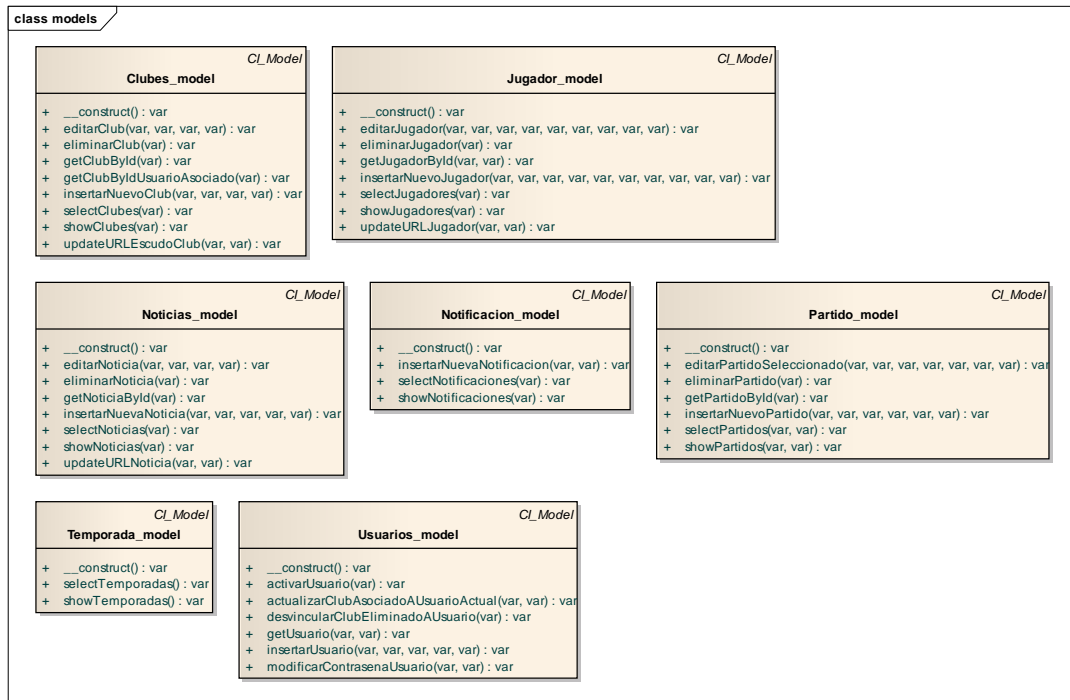 class models
CI_Model
Clubes_model
+ __construct() : var
+ editarClub(var, var, var, var) : var
+ eliminarClub(var) : var
+ getClubById(var) : var
+ getClubByIdUsuarioAsociado(var) : var
+ insertarNuevoClub(var, var, var, var) : var
+ selectClubes(var) : var
+ showClubes(var) : var
+ updateURLEscudoClub(var, var) : var
CI_Model
Jugador_model
+ __construct() : var
+ editarJugador(var, var, var, var, var, var, var, var, var) : var
+ eliminarJugador(var) : var
+ getJugadorById(var, var) : var
+ insertarNuevoJugador(var, var, var, var, var, var, var, var, var, var) : var
+ selectJugadores(var) : var
+ showJugadores(var) : var
+ updateURLJugador(var, var) : var
CI_Model
Noticias_model
+ __construct() : var
+ editarNoticia(var, var, var, var) : var
+ eliminarNoticia(var) : var
+ getNoticiaById(var) : var
+ insertarNuevaNoticia(var, var, var, var, var) : var
+ selectNoticias(var) : var
+ showNoticias(var) : var
+ updateURLNoticia(var, var) : var
CI_Model
Notificacion_model
+ __construct() : var
+ insertarNuevaNotificacion(var, var) : var
+ selectNotificaciones(var) : var
+ showNotificaciones(var) : var
CI_Model
Partido_model
+ __construct() : var
+ editarPartidoSeleccionado(var, var, var, var, var, var, var) : var
+ eliminarPartido(var) : var
+ getPartidoById(var) : var
+ insertarNuevoPartido(var, var, var, var, var, var) : var
+ selectPartidos(var, var) : var
+ showPartidos(var, var) : var
CI_Model
Temporada_model
+ __construct() : var
+ selectTemporadas() : var
+ showTemporadas() : var
CI_Model
Usuarios_model
+ __construct() : var
+ activarUsuario(var) : var
+ actualizarClubAsociadoAUsuarioActual(var, var) : var
+ desvincularClubEliminadoAUsuario(var) : var
+ getUsuario(var, var) : var
+ insertarUsuario(var, var, var, var, var) : var
+ modificarContrasenaUsuario(var, var) : var